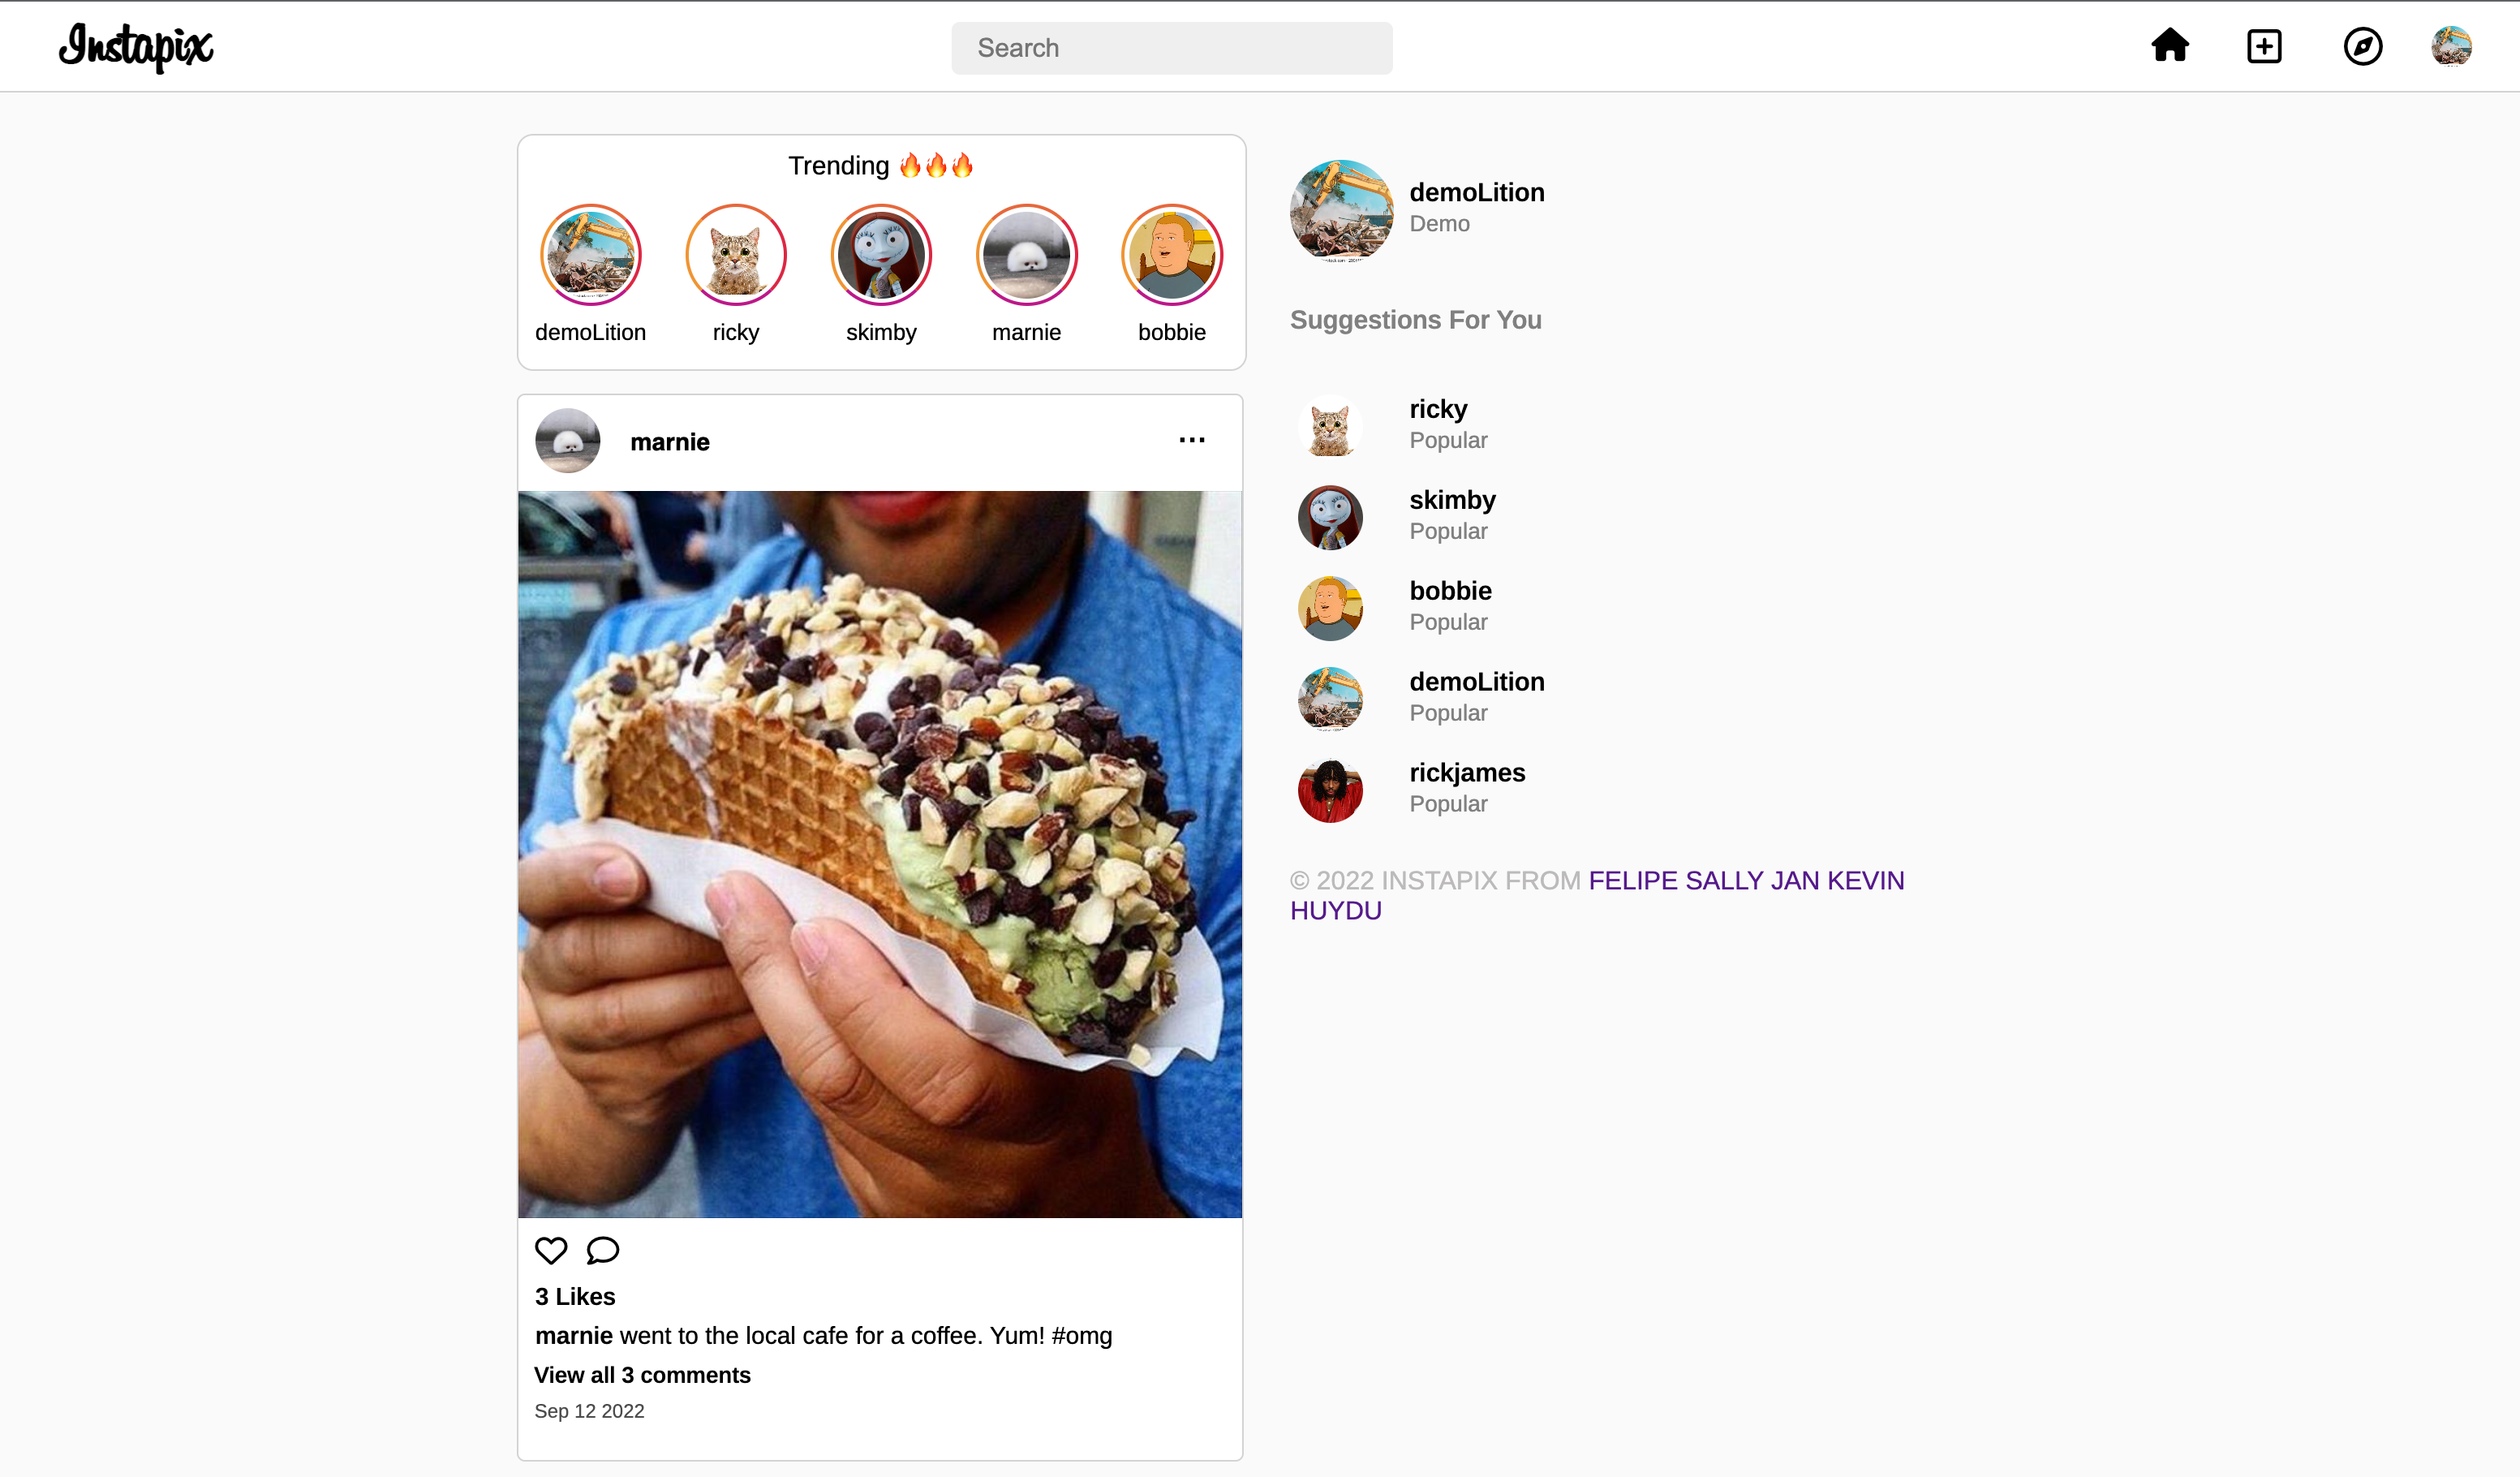 Instapix
Search
Trending 🔥🔥🔥
demoLition
ricky
skimby
marnie
bobbie
marnie
3 Likes
marnie went to the local cafe for a coffee. Yum! #omg
View all 3 comments
Sep 12 2022
demoLition
Demo
Suggestions For You
ricky
Popular
skimby
Popular
bobbie
Popular
demoLition
Popular
rickjames
Popular
© 2022 INSTAPIX FROM FELIPE SALLY JAN KEVIN
HUYDU